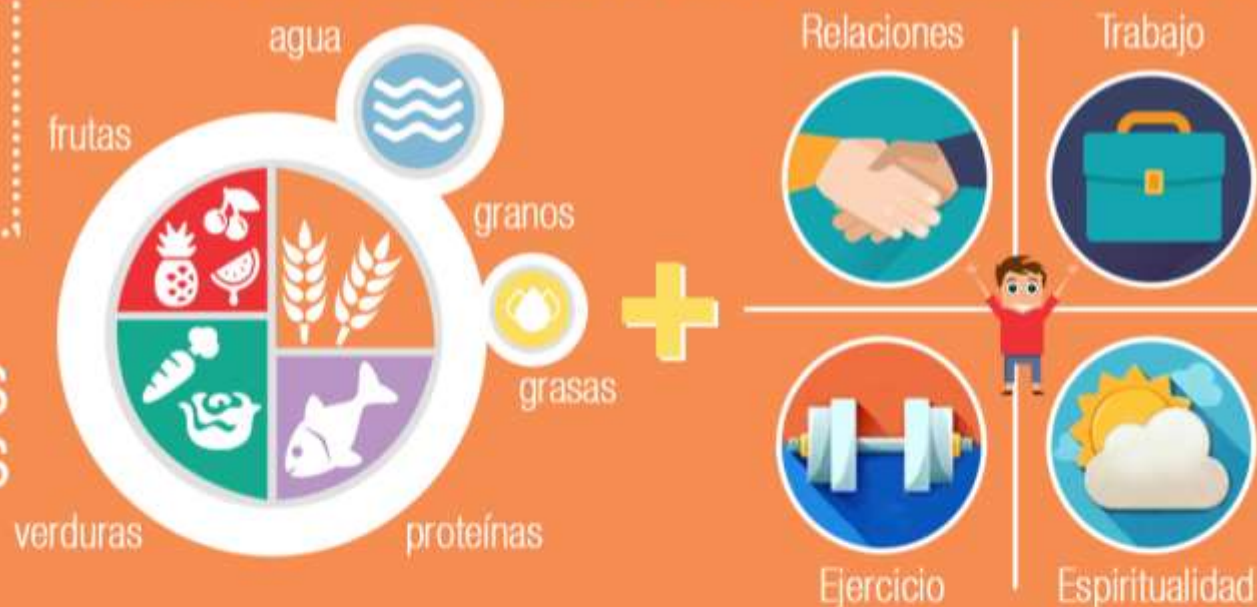 agua
frutas
granos
grasas
verduras
proteínas
Relaciones
Trabajo
Ejercicio
Espiritualidad